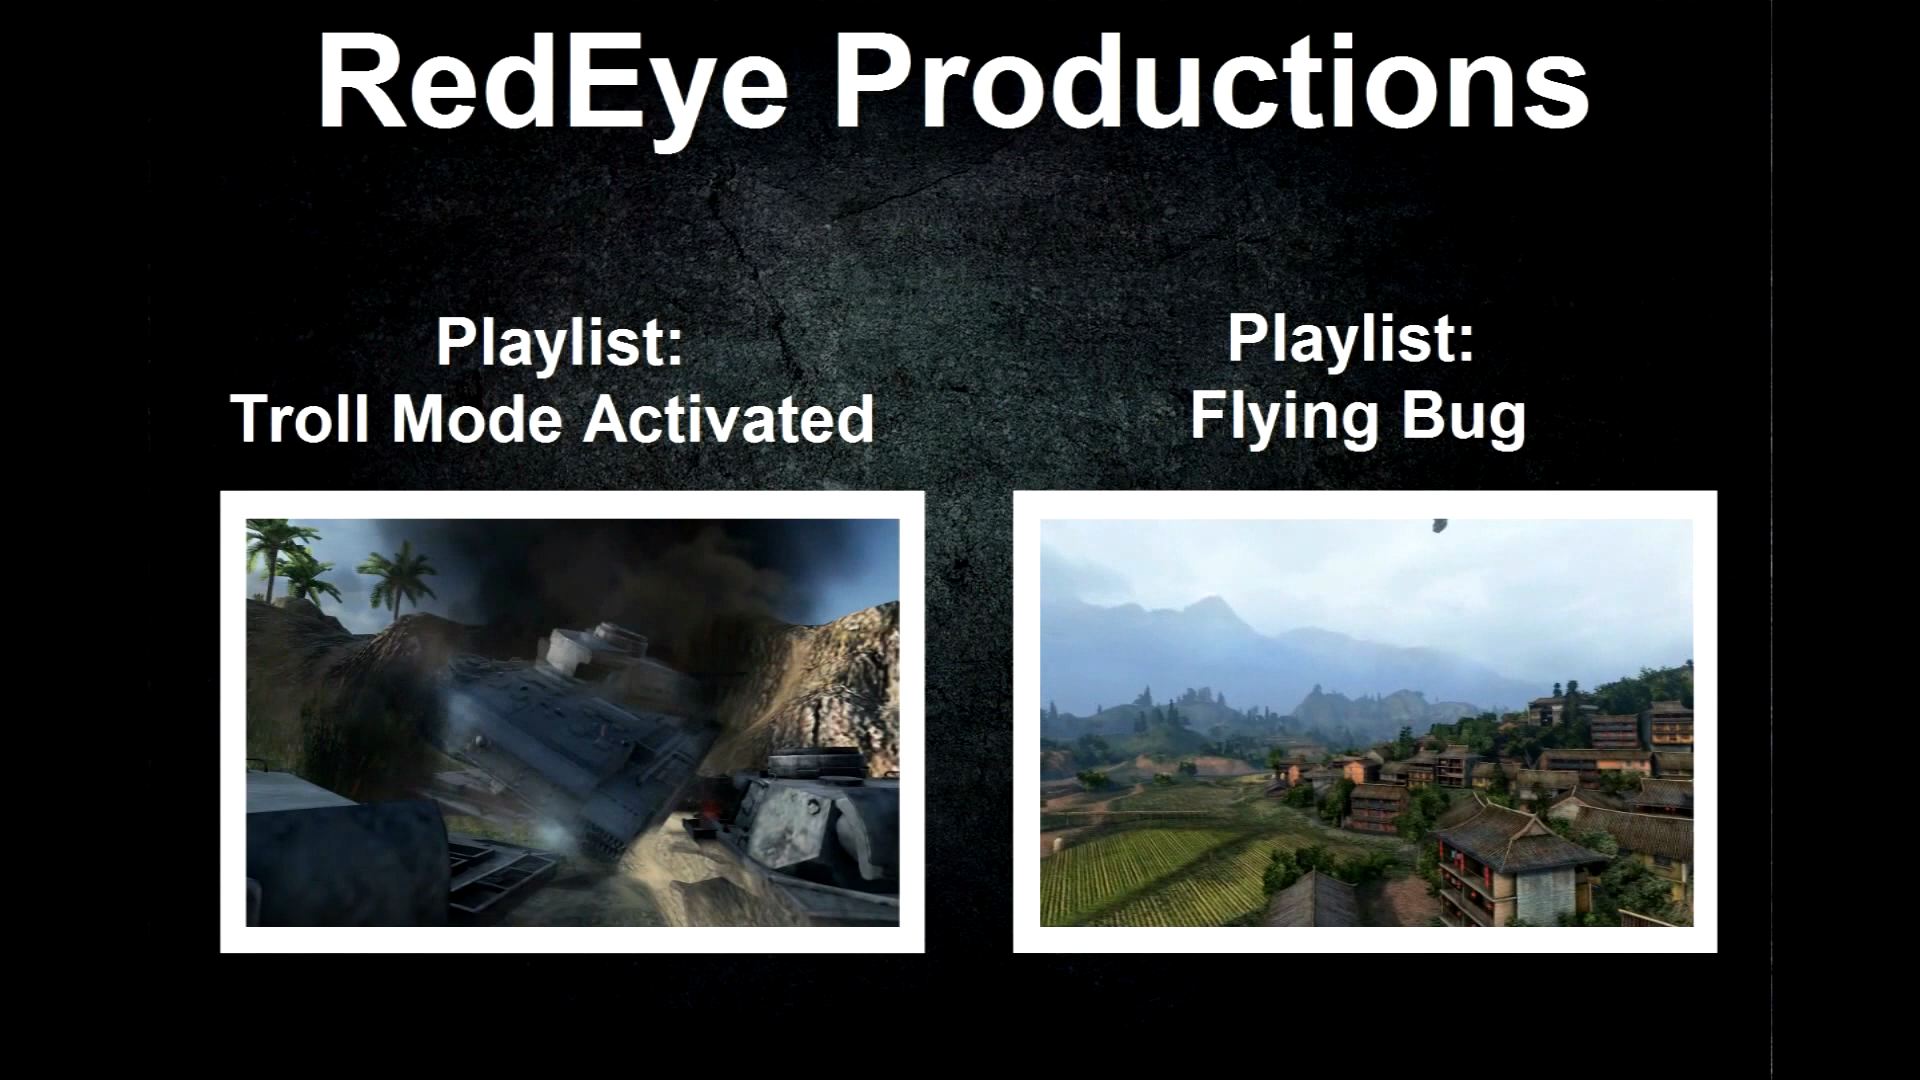 RedEye Productions
Playlist:
Troll Mode Activated
Playlist:
Flying Bug